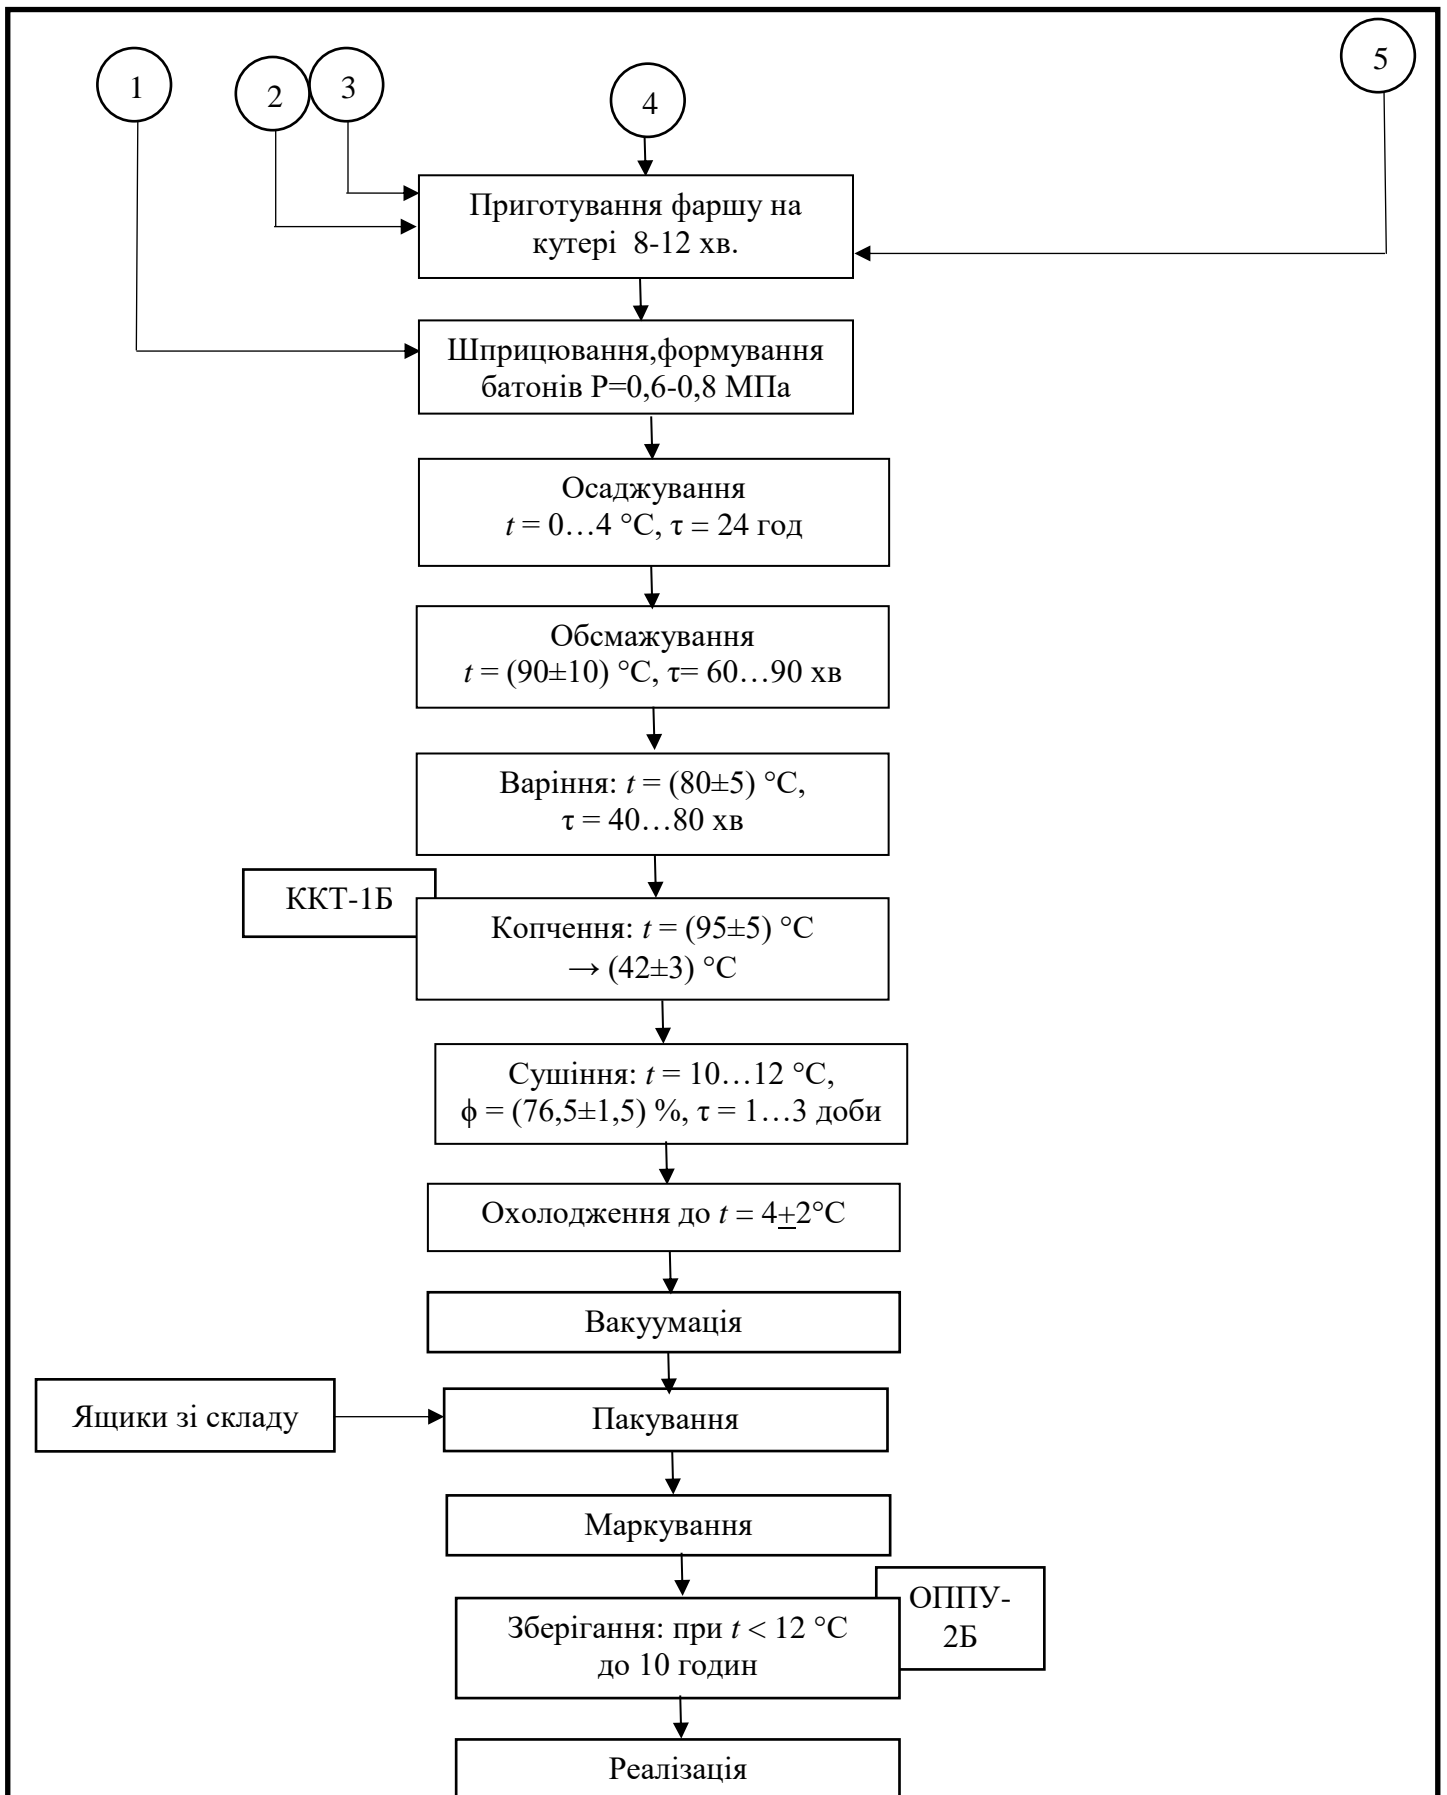 1
2
3
4
5
Приготування фаршу на
кутері 8-12 хв.
Шприцювання,формування
батонів P=0,6-0,8 МПа
Осаджування
t = 0…4 °C, τ = 24 год
Обсмажування
t = (90±10) °C, τ= 60…90 хв
Варіння: t = (80±5) °C,
τ = 40…80 хв
ККТ-1Б
Копчення: t = (95±5) °C
→ (42±3) °C
Сушіння: t = 10…12 °C,
ϕ = (76,5±1,5) %, τ = 1…3 доби
Охолодження до t = 4+2°C
Вакуумація
Ящики зі складу
Пакування
Маркування
ОППУ-
2Б
Зберігання: при t < 12 °C
до 10 годин
Реалізація